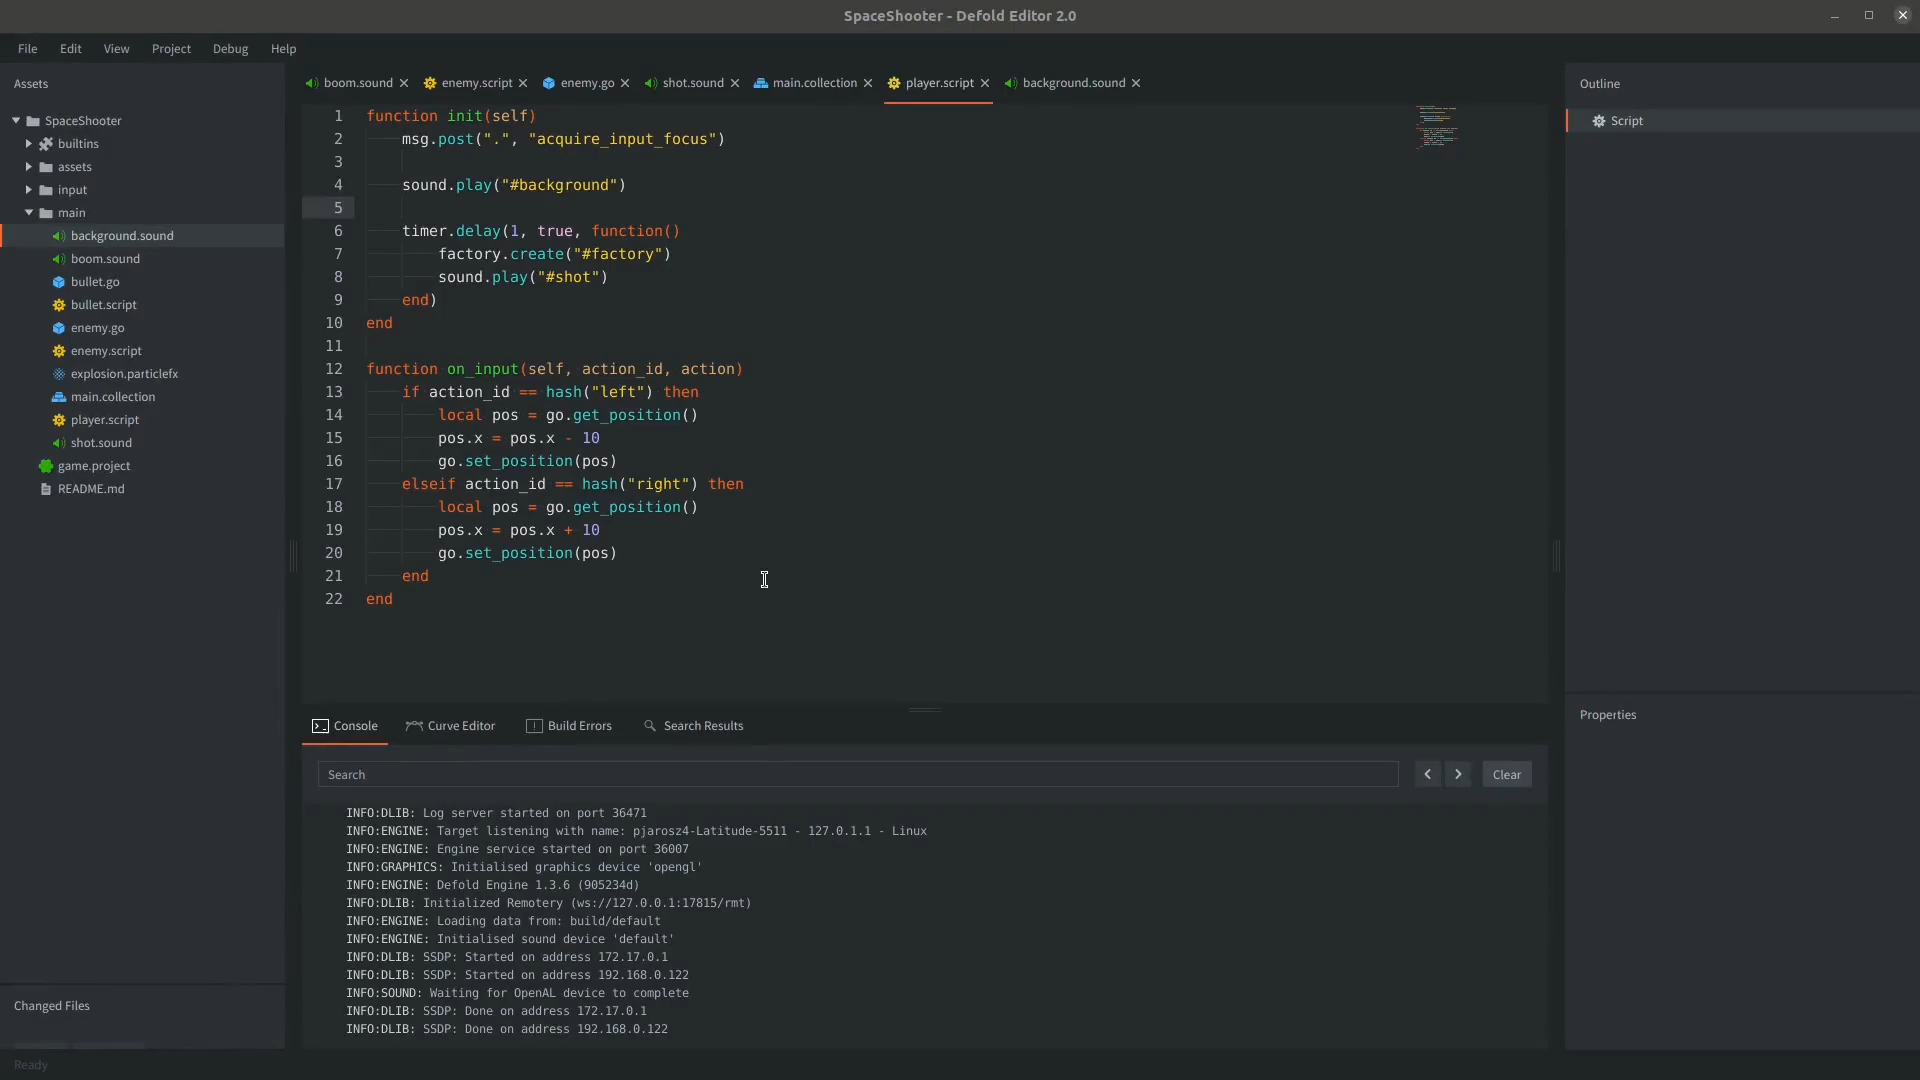 SpaceShooter - Defold Editor 2.0
File Edit View Project Debug Help
Assets
SpaceShooter
builtins
assets
input
main
background.sound
boom.sound
bullet.go
bullet.script
enemy.go
enemy.script
explosion.particlefx
main.collection
player.script
shot.sound
game.project
README.md
Changed Files
Ready
boom.sound enemy.script enemy.go shot.sound main.collection player.script background.sound
1 function init(self)
2 msg.post(".", "acquire_input_focus")
3
4 sound.play("#background")
5
6 timer.delay(1, true, function()
7 factory.create("#factory")
8 sound.play("#shot")
9 end)
10 end
11
12 function on_input(self, action_id, action)
13 if action_id == hash("left") then
14 local pos = go.get_position()
15 pos.x = pos.x - 10
16 go.set_position(pos)
17 elseif action_id == hash("right") then
18 local pos = go.get_position()
19 pos.x = pos.x + 10
20 go.set_position(pos)
21 end
22 end
Console Curve Editor Build Errors Search Results
Search Clear
INFO:DLIB: Log server started on port 36471
INFO:ENGINE: Target listening with name: pjarosz4-Latitude-5511 - 127.0.1.1 - Linux
INFO:ENGINE: Engine service started on port 36007
INFO:GRAPHICS: Initialised graphics device 'opengl'
INFO:ENGINE: Defold Engine 1.3.6 (905234d)
INFO:DLIB: Initialized Remotery (ws://127.0.0.1:17815/rmt)
INFO:ENGINE: Loading data from: build/default
INFO:ENGINE: Initialised sound device 'default'
INFO:DLIB: SSDP: Started on address 172.17.0.1
INFO:DLIB: SSDP: Started on address 192.168.0.122
INFO:SOUND: Waiting for OpenAL device to complete
INFO:DLIB: SSDP: Done on address 172.17.0.1
INFO:DLIB: SSDP: Done on address 192.168.0.122
Outline
Script
Properties